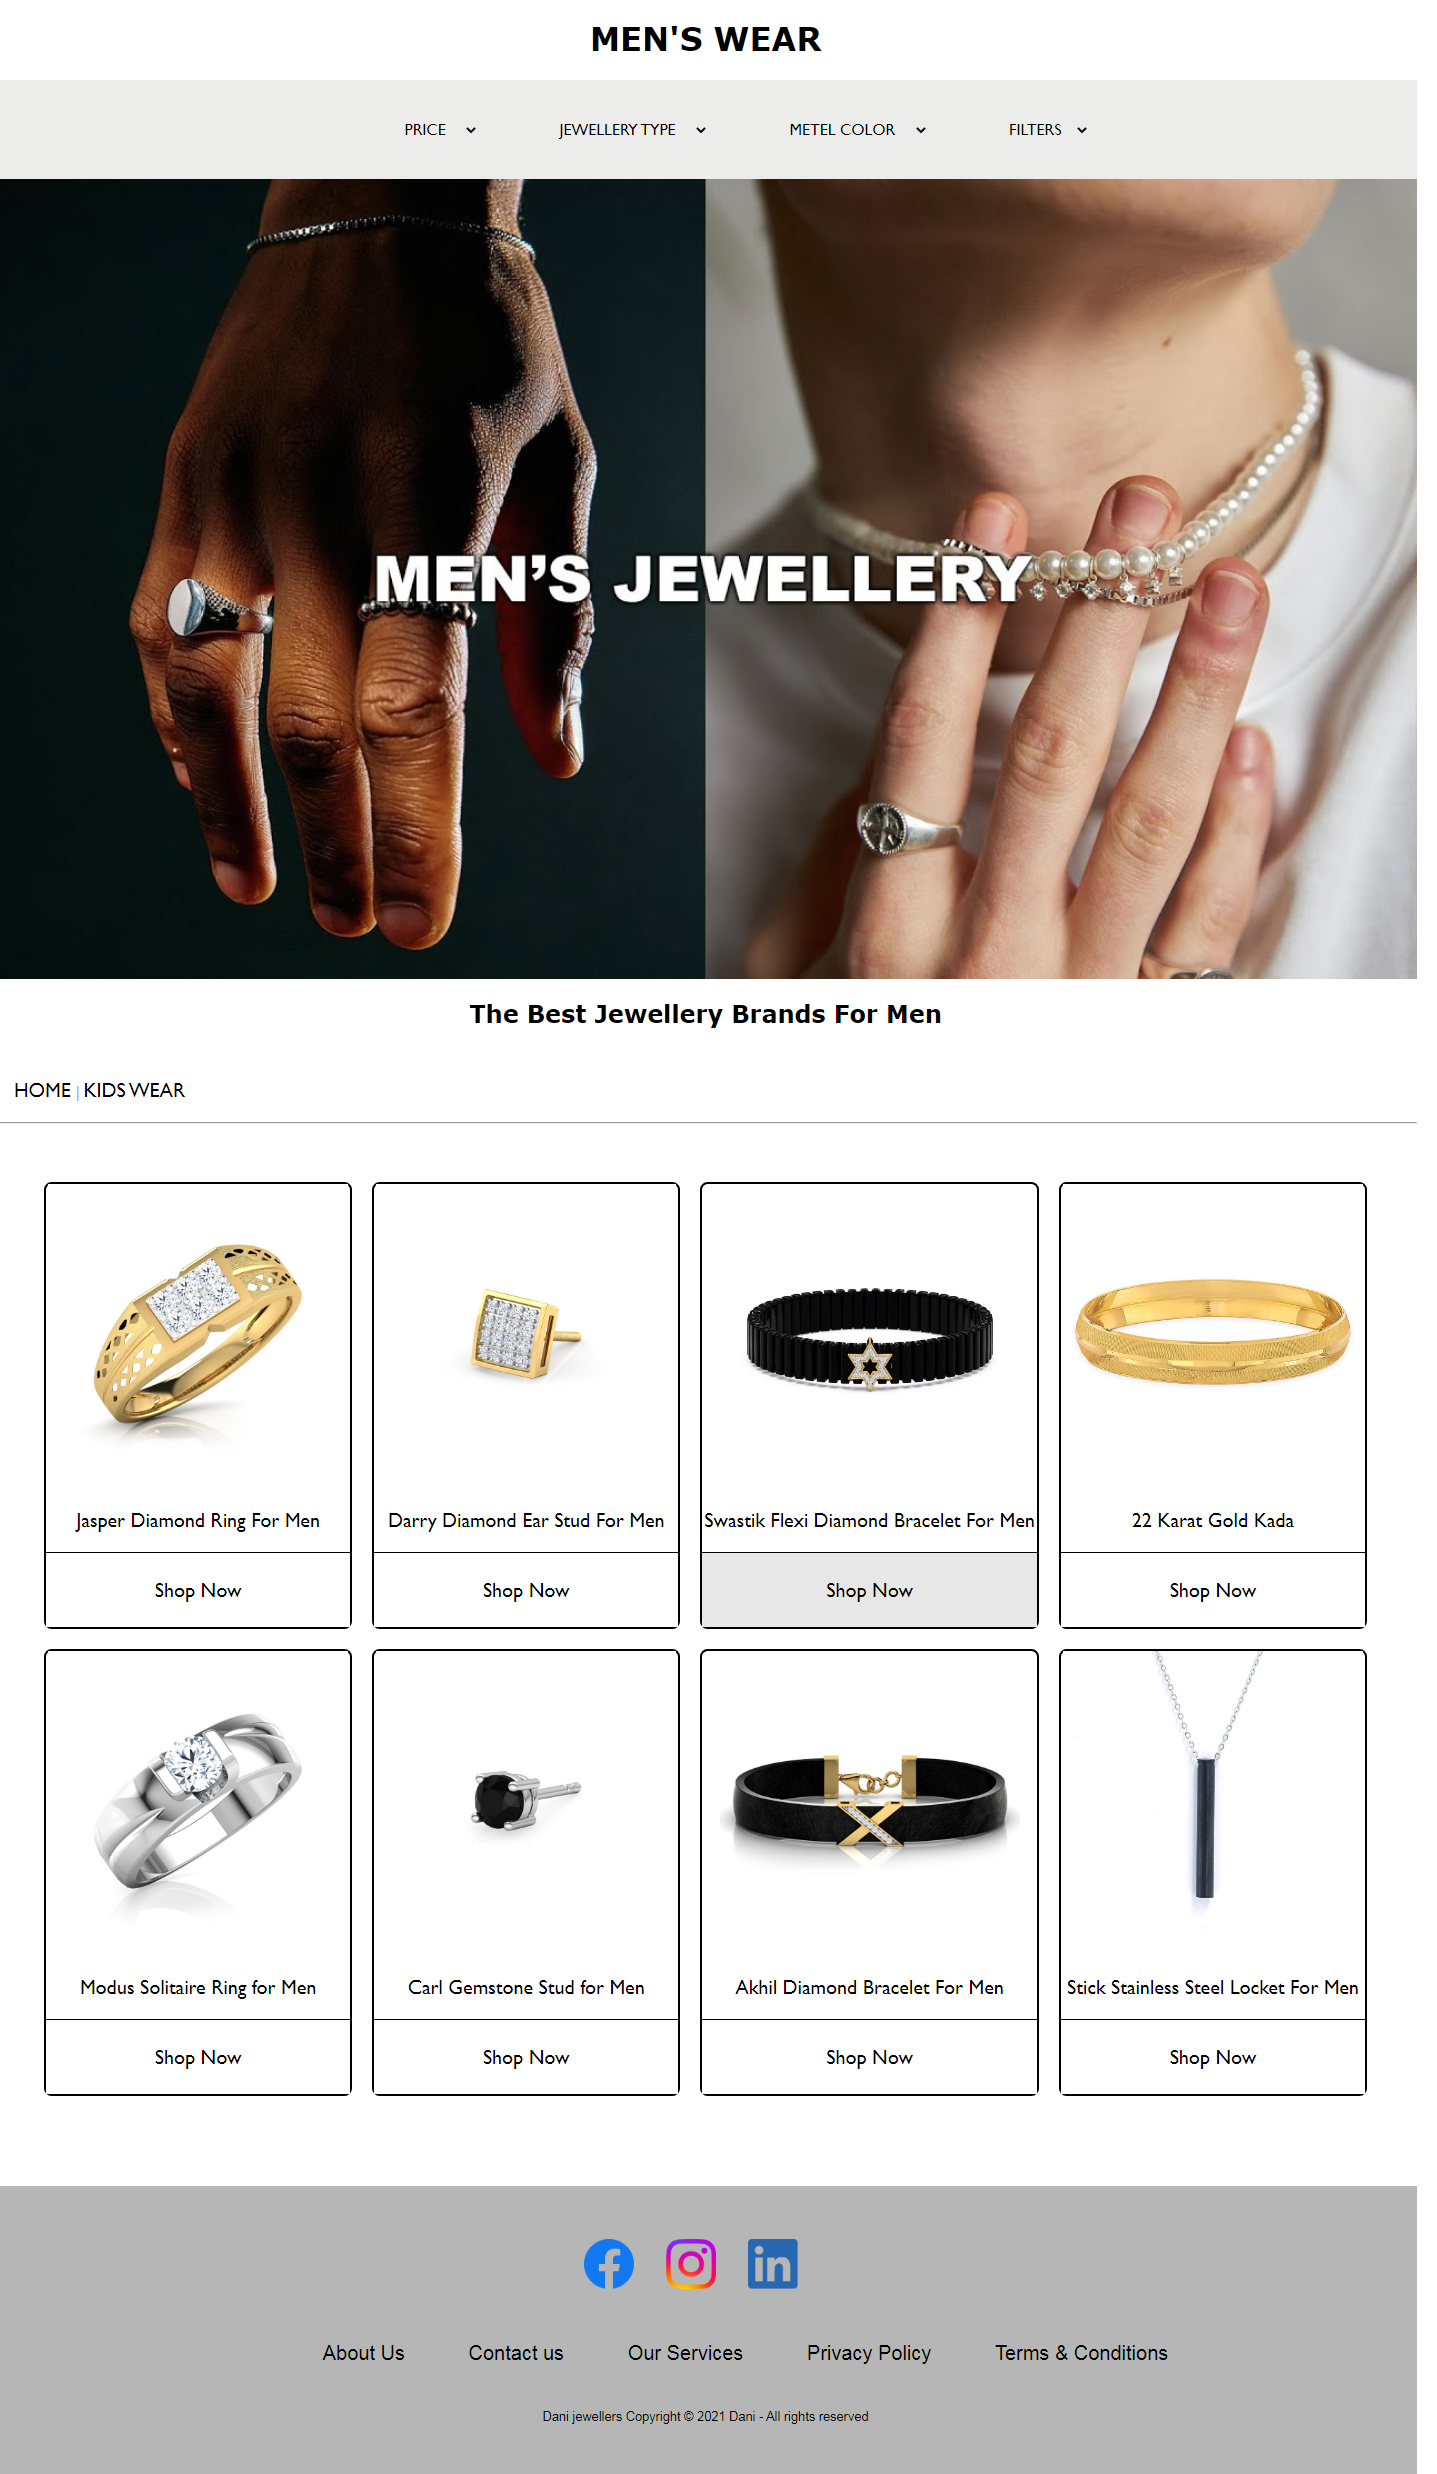 MEN'S WEAR
PRICE JEWELLERY TYPE METEL COLOR FILTERS
MEN'S JEWELLERY
The Best Jewellery Brands For Men
HOME | KIDS WEAR
Jasper Diamond Ring For Men
Shop Now
Darry Diamond Ear Stud For Men
Shop Now
Swastik Flexi Diamond Bracelet For Men
Shop Now
22 Karat Gold Kada
Shop Now
Modus Solitaire Ring for Men
Shop Now
Carl Gemstone Stud for Men
Shop Now
Akhil Diamond Bracelet For Men
Shop Now
Stick Stainless Steel Locket For Men
Shop Now
About Us Contact us Our Services Privacy Policy Terms & Conditions
Dani jewellers Copyright © 2021 Dani - All rights reserved